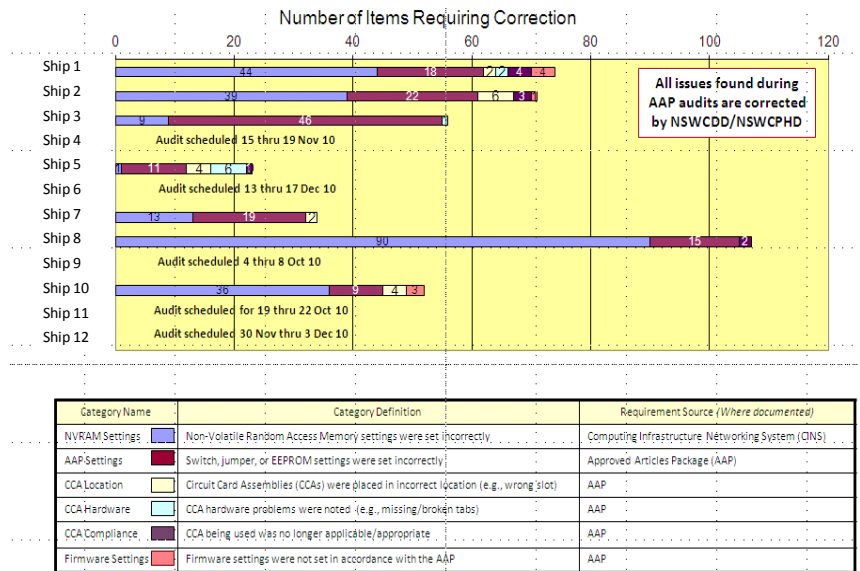 Number of Items Requiring Correction
0 20 40 60 80 100 120
Ship 1 44 18 2 2 4 4
All issues found during
AAP audits are corrected
by NSWCDD/NSWCPHD
Ship 2 39 22 6 3
Ship 3 9 46
Ship 4 Audit scheduled 15 thru 19 Nov 10
Ship 5 1 11 4 6
Ship 6 Audit scheduled 13 thru 17 Dec 10
Ship 7 13 19 2
Ship 8 90 15 2
Ship 9 Audit scheduled 4 thru 8 Oct 10
Ship 10 36 9 4 3
Ship 11 Audit scheduled for 19 thru 22 Oct 10
Ship 12 Audit scheduled 30 Nov thru 3 Dec 10
Category Name Category Definition Requirement Source (Where documented)
NVRAM Settings Non-Volatile Random Access Memory settings were set incorrectly Computing Infrastructure Networking System (CINS)
AAP Settings Switch, jumper, or EEPROM settings were set incorrectly Approved Articles Package (AAP)
CCA Location Circuit Card Assemblies (CCAs) were placed in incorrect location (e.g., wrong slot) AAP
CCA Hardware CCA hardware problems were noted (e.g., missing/broken tabs) AAP
CCA Compliance CCA being used was no longer applicable/appropriate AAP
Firmware Settings Firmware settings were not set in accordance with the AAP AAP